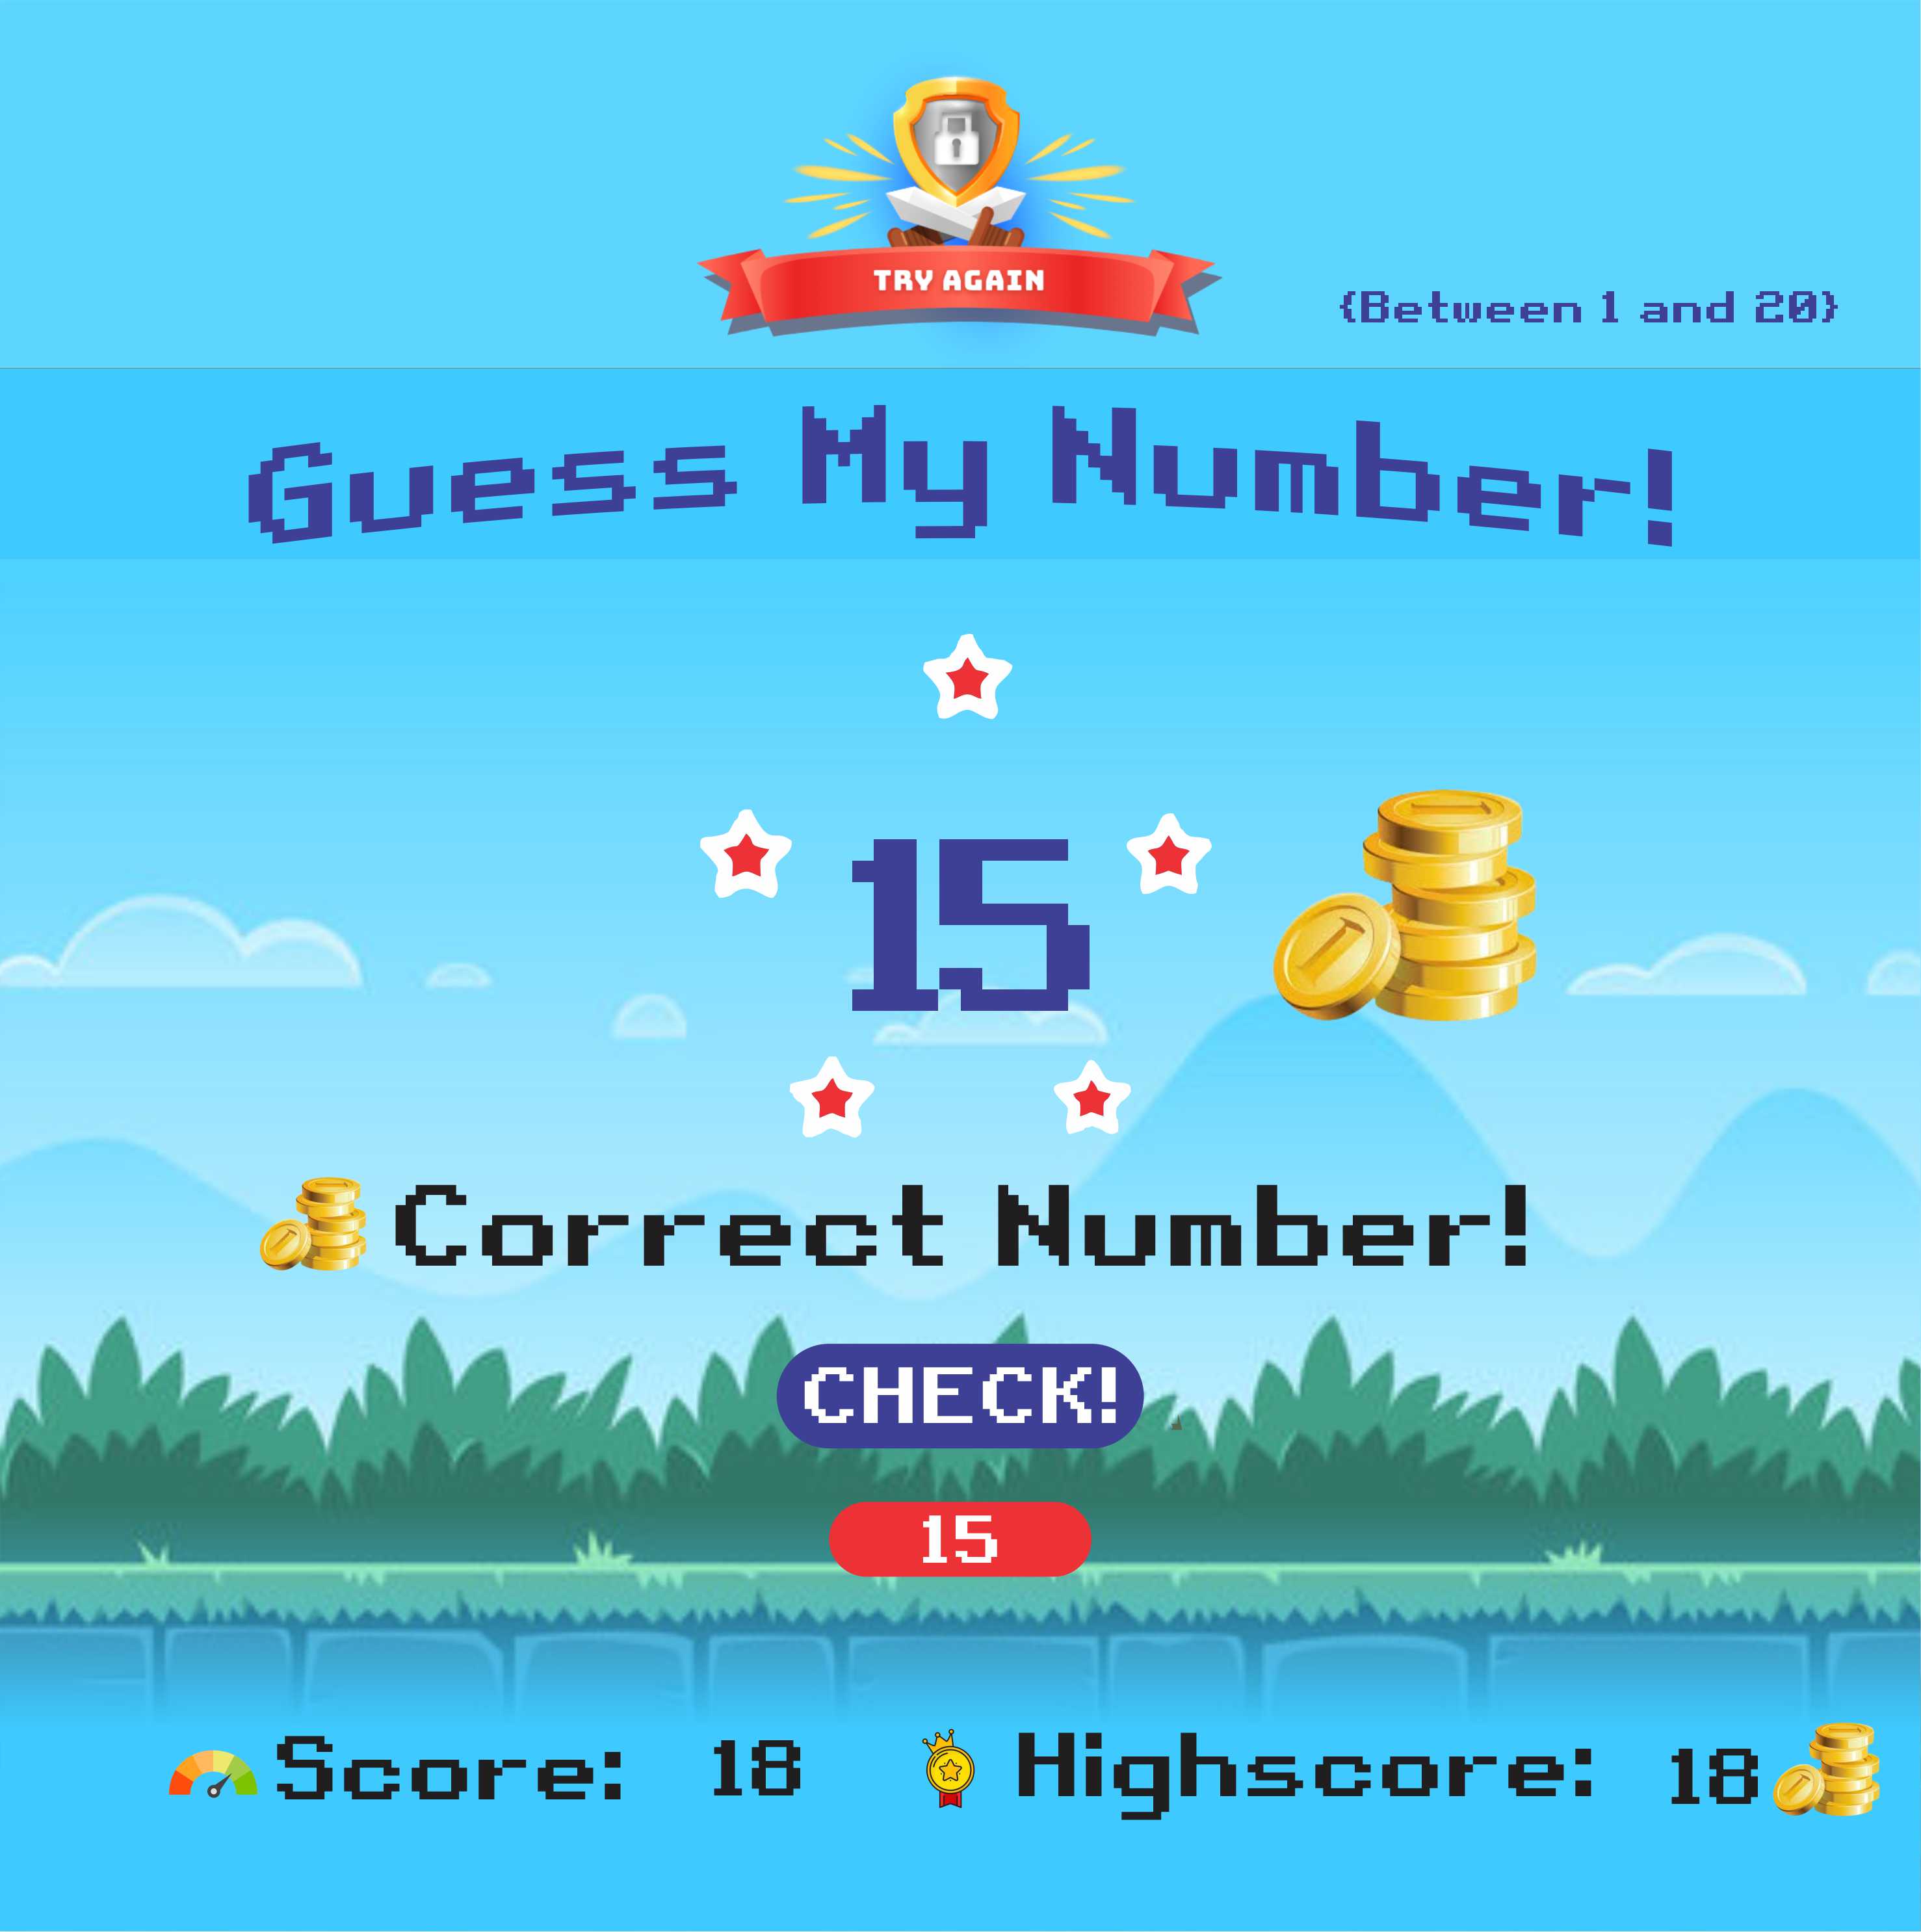 TRY AGAIN
(Between 1 and 20)
Guess My Number!
15
Correct Number!
CHECK!
15
Score: 18 Highscore: 18